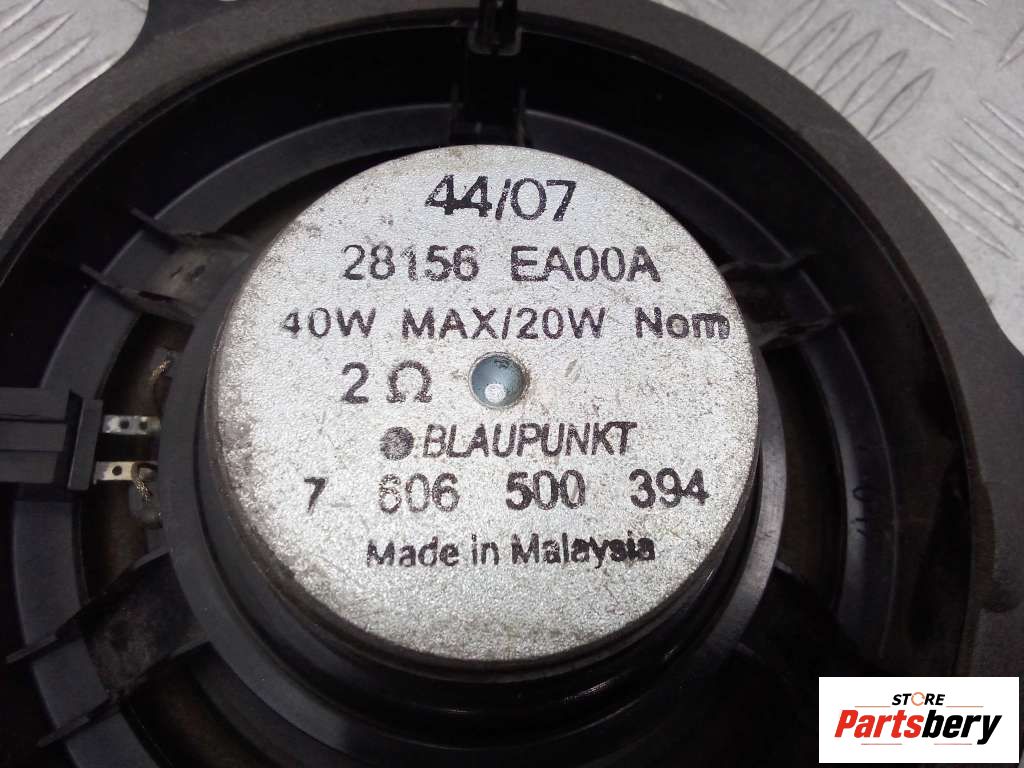 44/07
28156 EA00A
40W MAX/20W Nom
2 Ω
BLAUPUNKT
7 606 500 394
Made in Malaysia
STORE
Partsbery